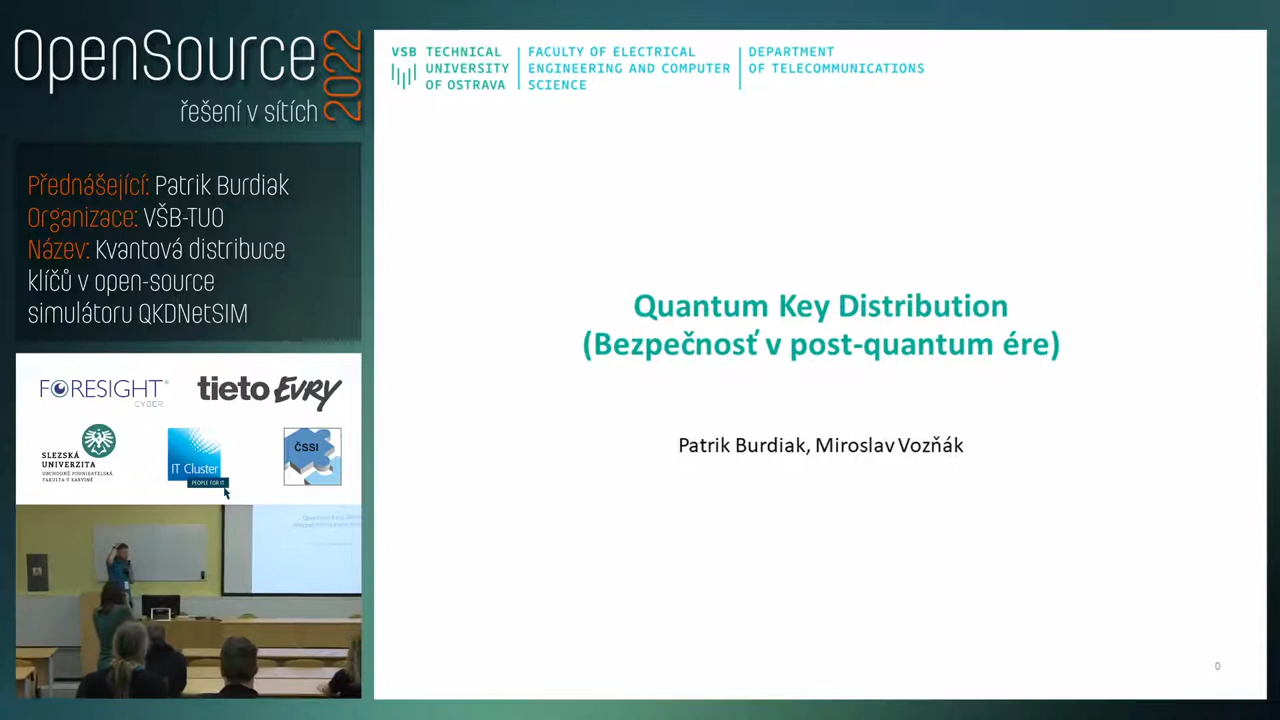 OpenSource
2022
řešení v sítích
Přednášející: Patrik Burdiak
Organizace: VŠB-TUO
Název: Kvantová distribuce
klíčů v open-source
simulátoru QKDNetSIM
FORESIGHT
CYBER
tieto EVRY
SLEZSKÁ
UNIVERZITA
OBCHODNĚ PODNIKATELSKÁ
FAKULTA V KARVINÉ
IT Cluster
PEOPLE FOR IT
ČSSI
VSB TECHNICAL
UNIVERSITY
OF OSTRAVA
FACULTY OF ELECTRICAL
ENGINEERING AND COMPUTER
SCIENCE
DEPARTMENT
OF TELECOMMUNICATIONS
Quantum Key Distribution
(Bezpečnosť v post-quantum ére)
Patrik Burdiak, Miroslav Vozňák
0